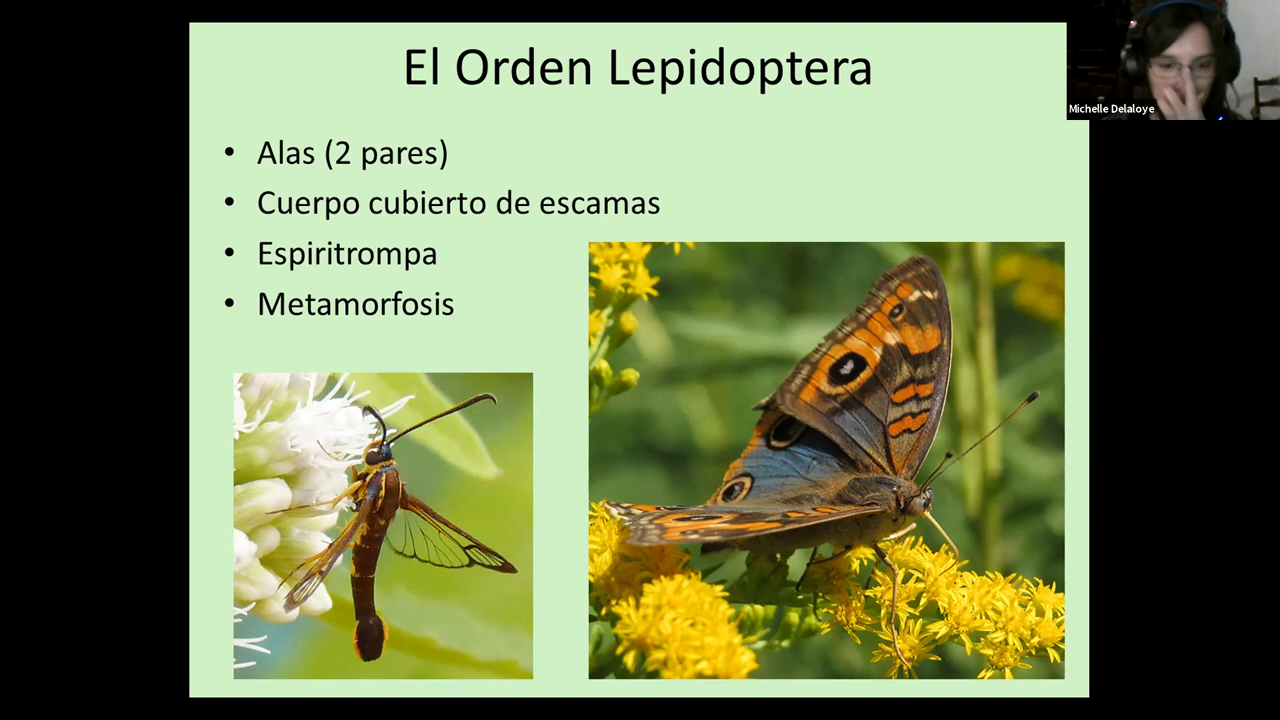 El Orden Lepidoptera
Michelle Delaloye
• Alas (2 pares)
• Cuerpo cubierto de escamas
• Espiritrompa
• Metamorfosis